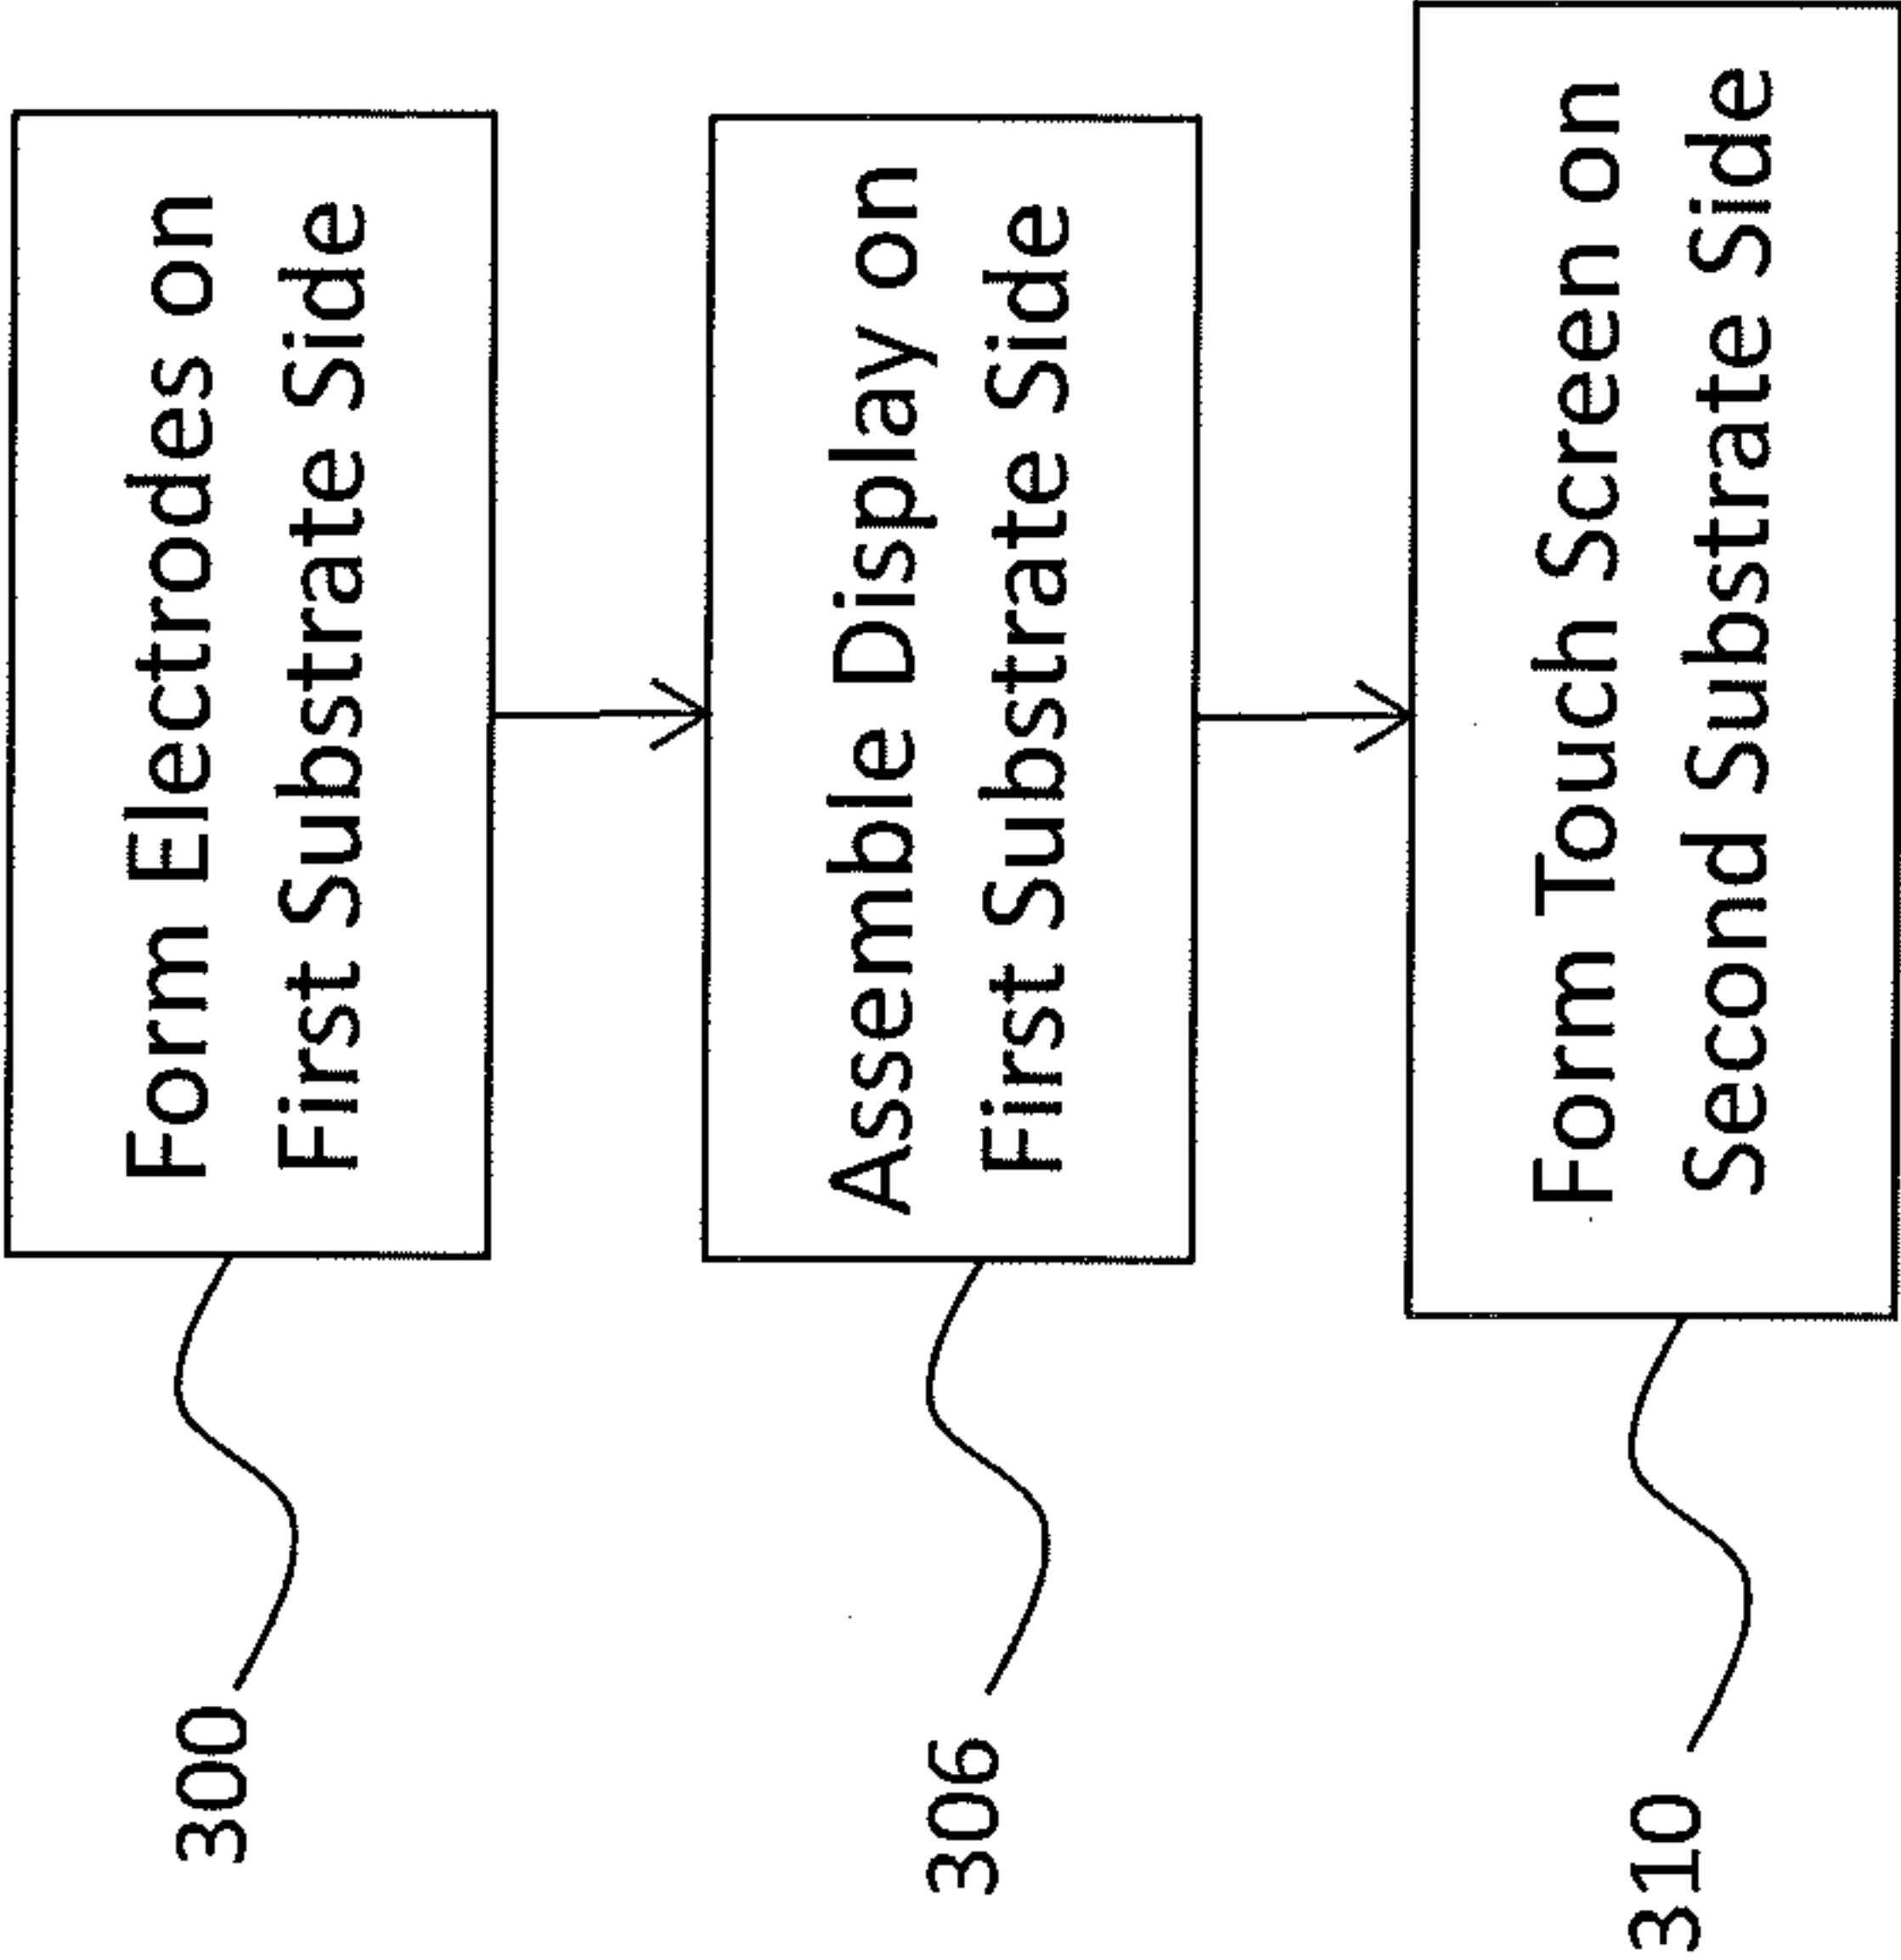 300
Form Electrodes on
First Substrate Side
306
Assemble Display on
First Substrate Side
310
Form Touch Screen on
Second Substrate Side